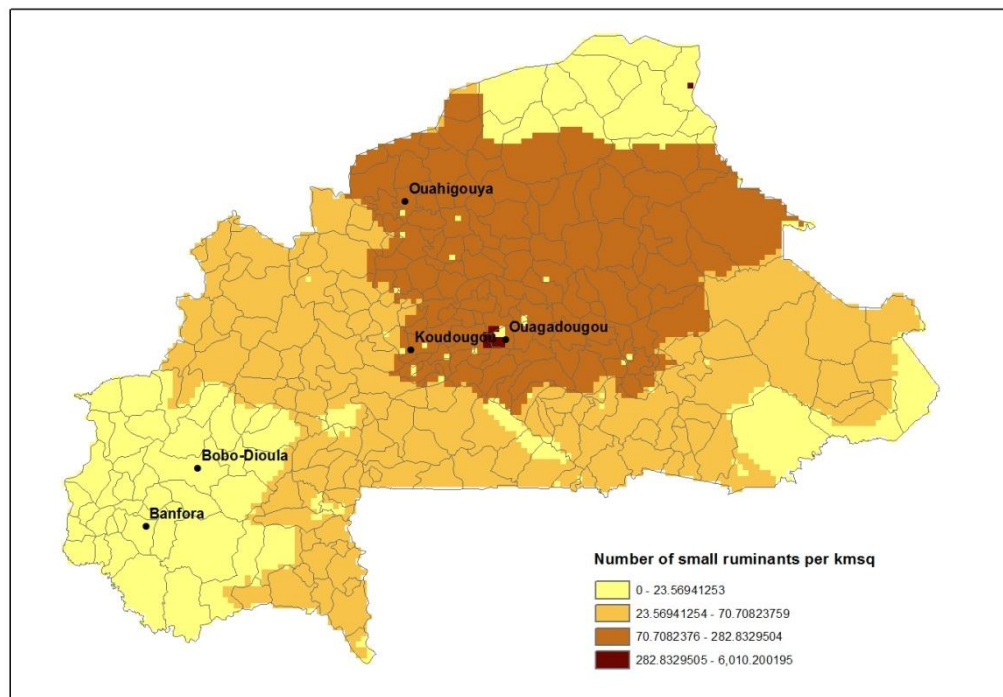 Ouahigouya
Ouagadougou
Koudougou
Bobo-Dioula
Banfora
Number of small ruminants per kmsq
0 - 23.56941253
23.56941254 - 70.70823759
70.7082376 - 282.8329504
282.8329505 - 6,010.200195